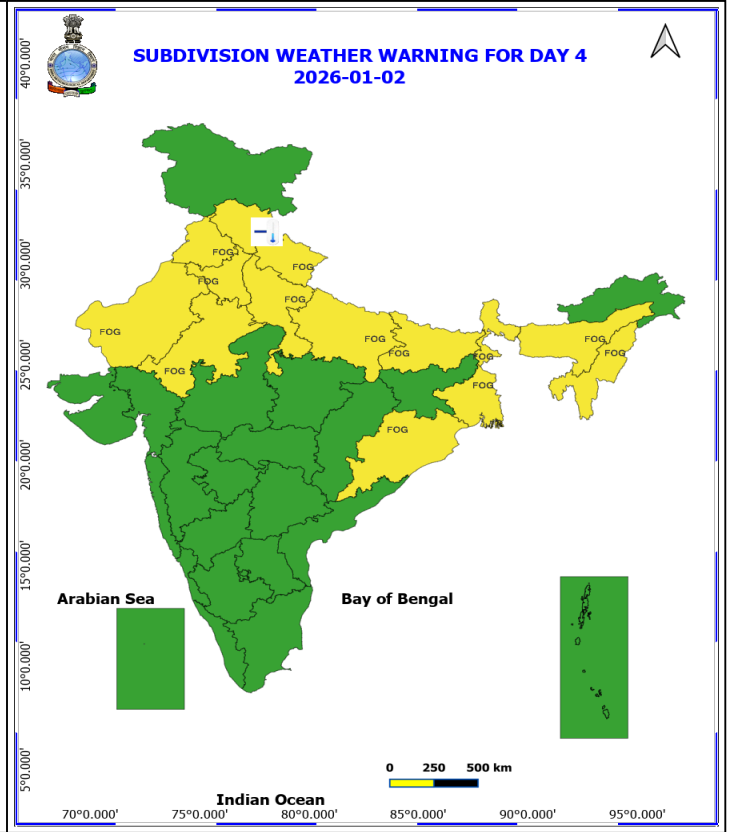 SUBDIVISION WEATHER WARNING FOR DAY 4
2026-01-02
40°0.000'
35°0.000'
30°0.000'
25°0.000'
20°0.000'
15°0.000'
10°0.000'
5°0.000'
FOG
FOG
FOG
FOG
FOG
FOG
FOG
FOG
FOG
FOG
FOG
FOG
FOG
Arabian Sea
Bay of Bengal
0 250 500 km
Indian Ocean
70°0.000' 75°0.000' 80°0.000' 85°0.000' 90°0.000' 95°0.000'